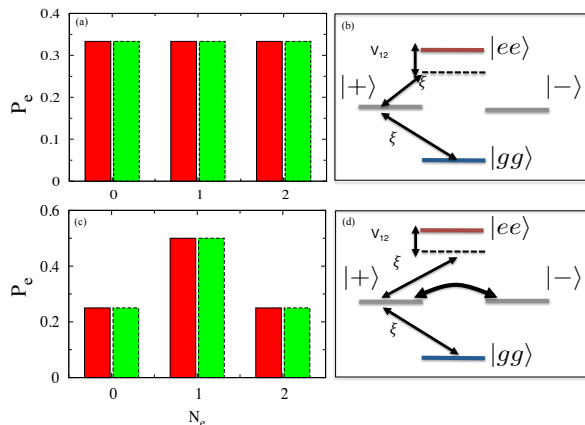 (a)
0.4
0.3
0.2
0.1
0
P_e
0 1 2
(b)
V_12
|ee⟩
ξ
|+⟩
|−⟩
ξ
|gg⟩
(c)
0.6
0.4
0.2
0
P_e
0 1 2
N_e
(d)
V_12
|ee⟩
ξ
|+⟩
|−⟩
ξ
|gg⟩